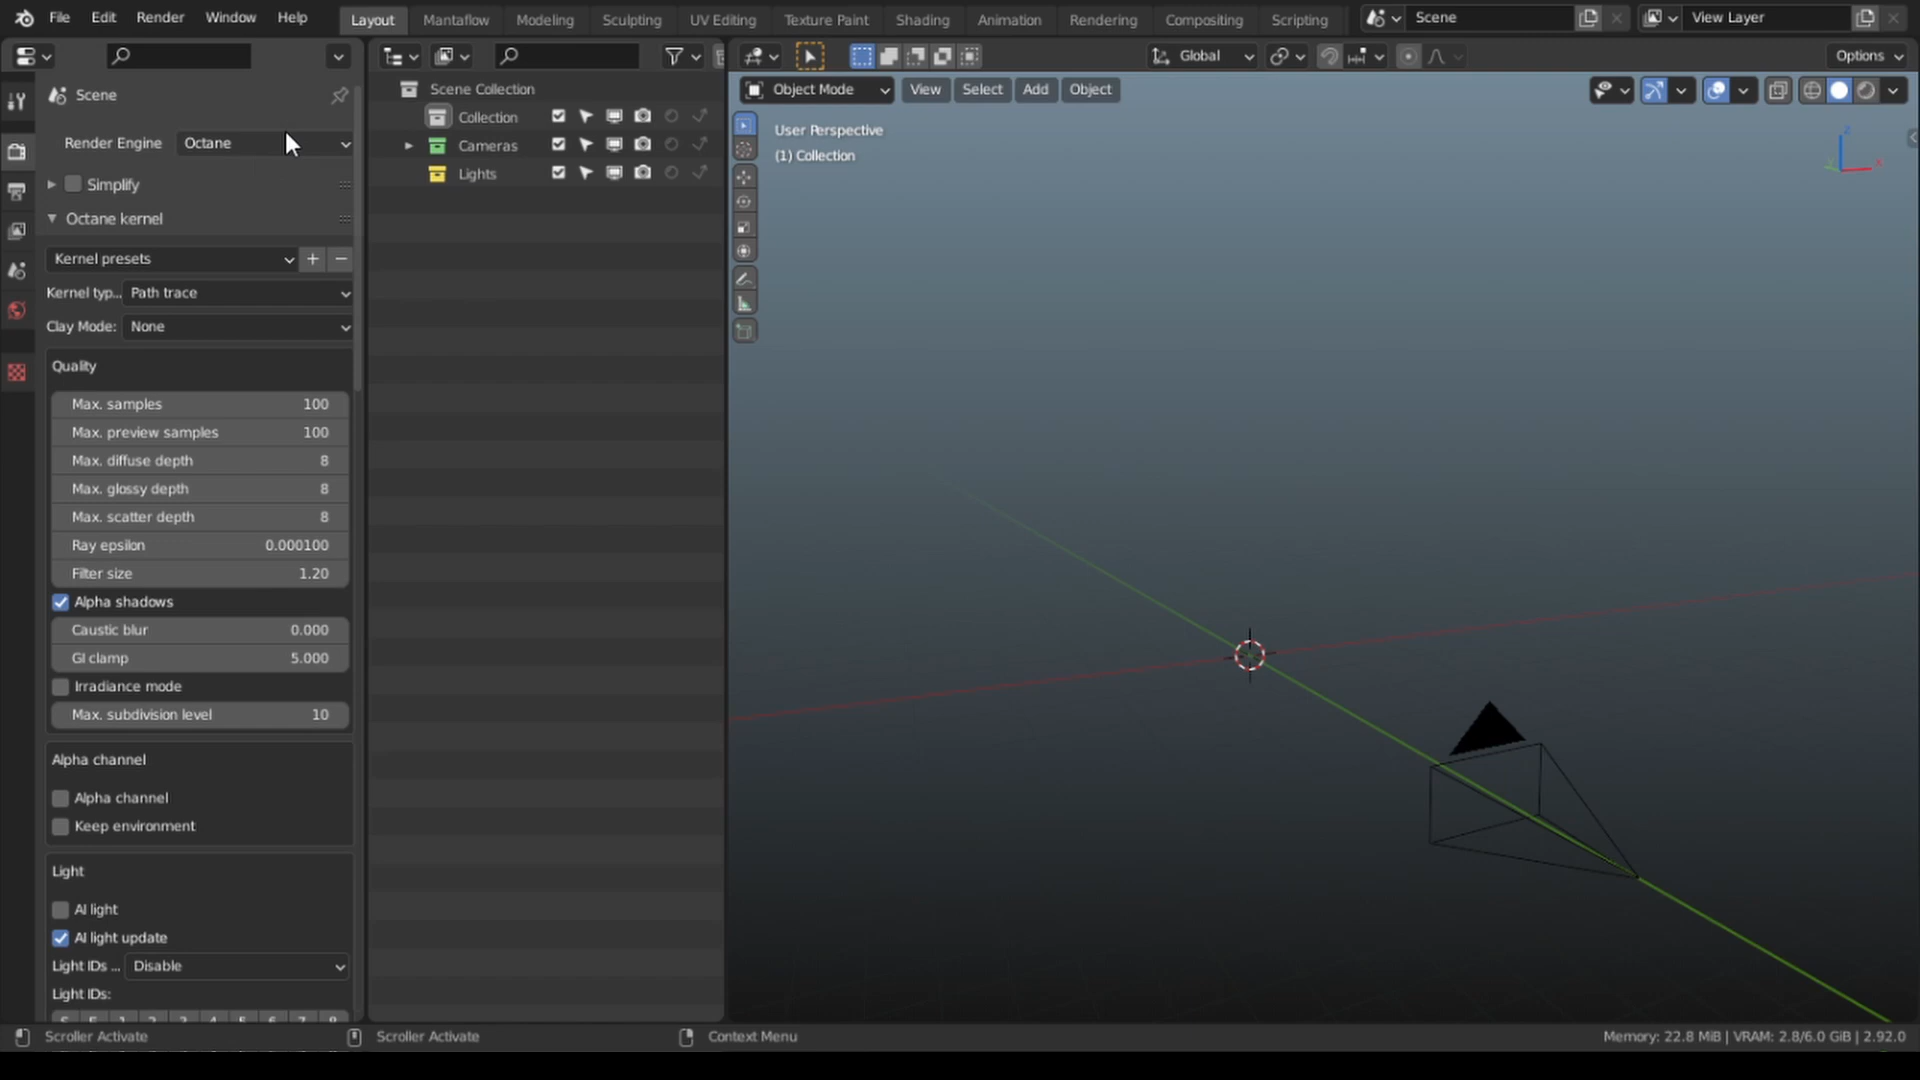 File Edit Render Window Help Layout Mantaflow Modeling Sculpting UV Editing Texture Paint Shading Animation Rendering Compositing Scripting Scene View Layer
Global Options
Scene
Render Engine Octane
Simplify
Octane kernel
Kernel presets + −
Kernel typ... Path trace
Clay Mode: None
Quality
Max. samples 100
Max. preview samples 100
Max. diffuse depth 8
Max. glossy depth 8
Max. scatter depth 8
Ray epsilon 0.000100
Filter size 1.20
Alpha shadows
Caustic blur 0.000
GI clamp 5.000
Irradiance mode
Max. subdivision level 10
Alpha channel
Alpha channel
Keep environment
Light
AI light
AI light update
Light IDs ... Disable
Light IDs:
Scene Collection
Collection
Cameras
Lights
Object Mode View Select Add Object
User Perspective
(1) Collection
Scroller Activate Scroller Activate Context Menu Memory: 22.8 MiB | VRAM: 2.8/6.0 GiB | 2.92.0